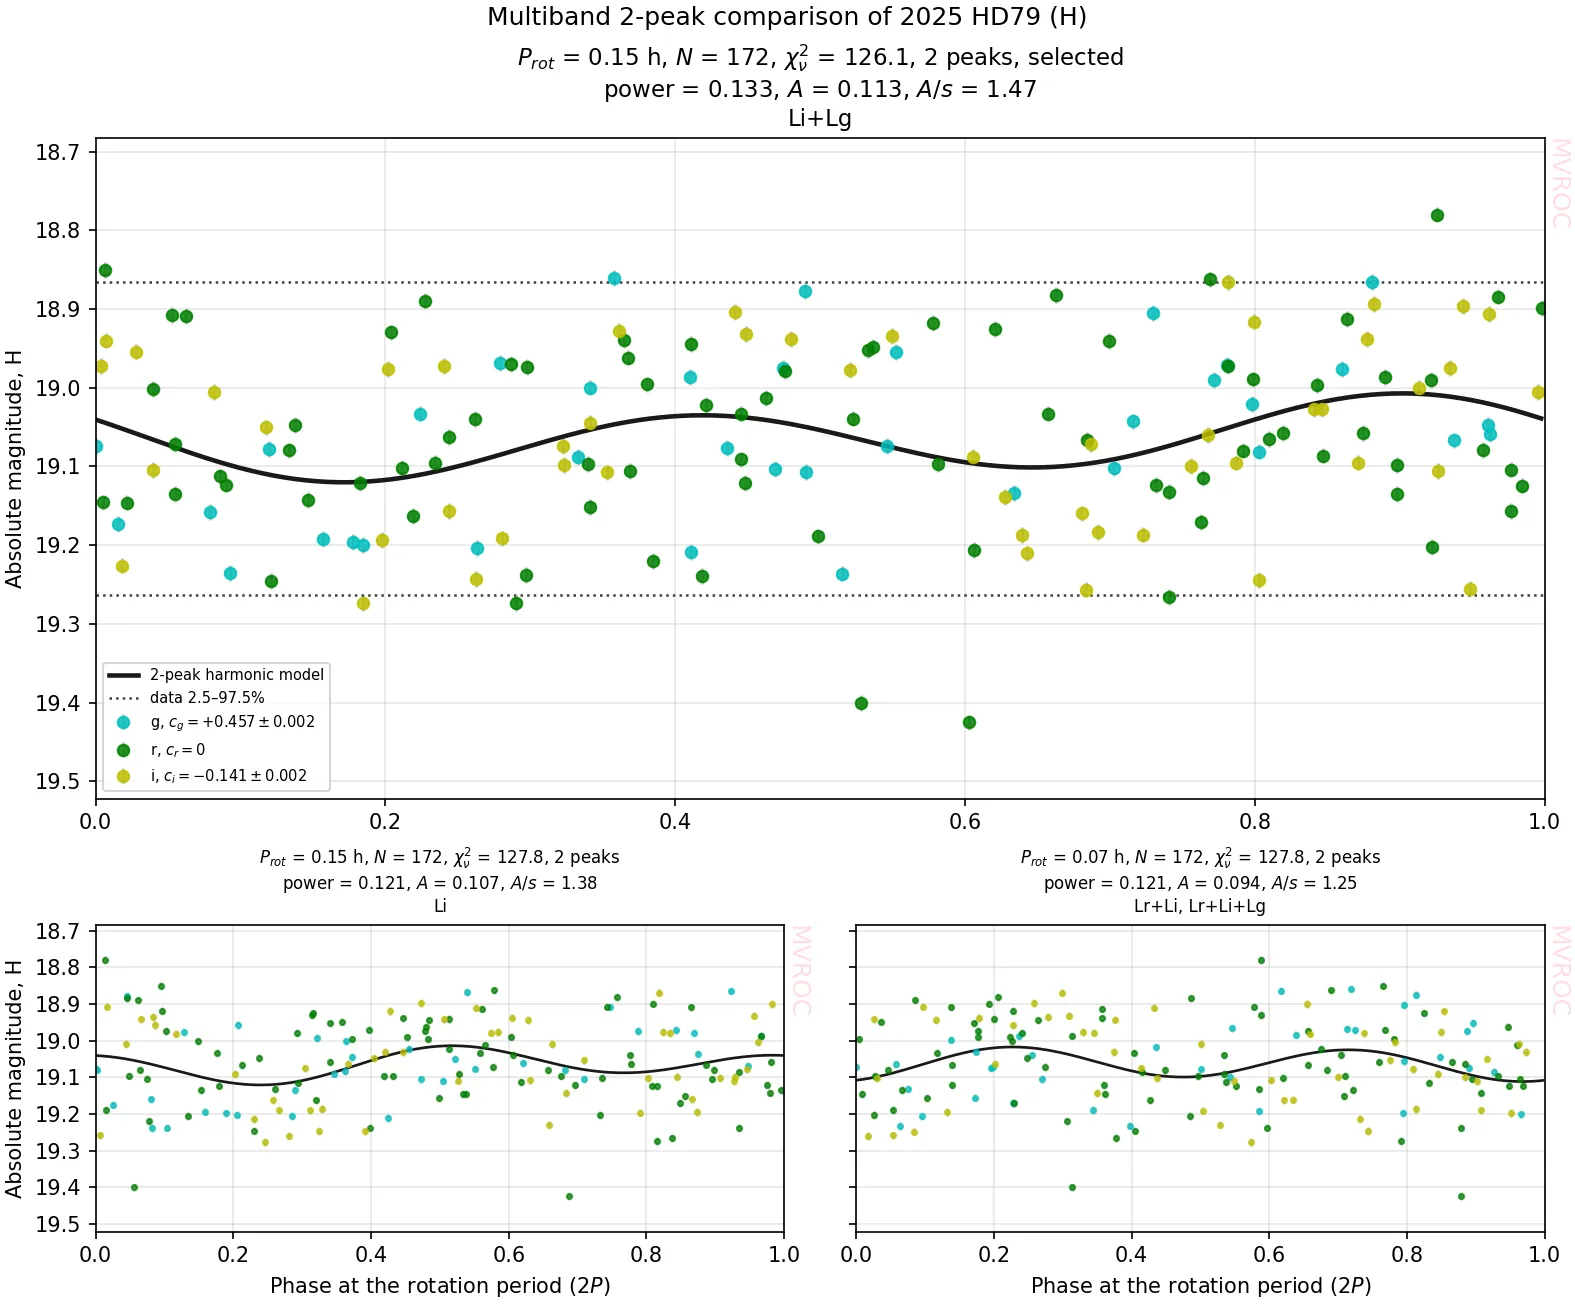 Multiband 2-peak comparison of 2025 HD79 (H)
P_rot = 0.15 h, N = 172, χ²_ν = 126.1, 2 peaks, selected
power = 0.133, A = 0.113, A/s = 1.47
Li+Lg
MVROC
18.7
18.8
18.9
19.0
19.1
19.2
19.3
19.4
19.5
Absolute magnitude, H
2-peak harmonic model
data 2.5–97.5%
g, c_g = +0.457 ± 0.002
r, c_r = 0
i, c_i = −0.141 ± 0.002
0.0 0.2 0.4 0.6 0.8 1.0
P_rot = 0.15 h, N = 172, χ²_ν = 127.8, 2 peaks
power = 0.121, A = 0.107, A/s = 1.38
Li
MVROC
18.7
18.8
18.9
19.0
19.1
19.2
19.3
19.4
19.5
Absolute magnitude, H
0.0 0.2 0.4 0.6 0.8 1.0
Phase at the rotation period (2P)
P_rot = 0.07 h, N = 172, χ²_ν = 127.8, 2 peaks
power = 0.121, A = 0.094, A/s = 1.25
Lr+Li, Lr+Li+Lg
MVROC
0.0 0.2 0.4 0.6 0.8 1.0
Phase at the rotation period (2P)